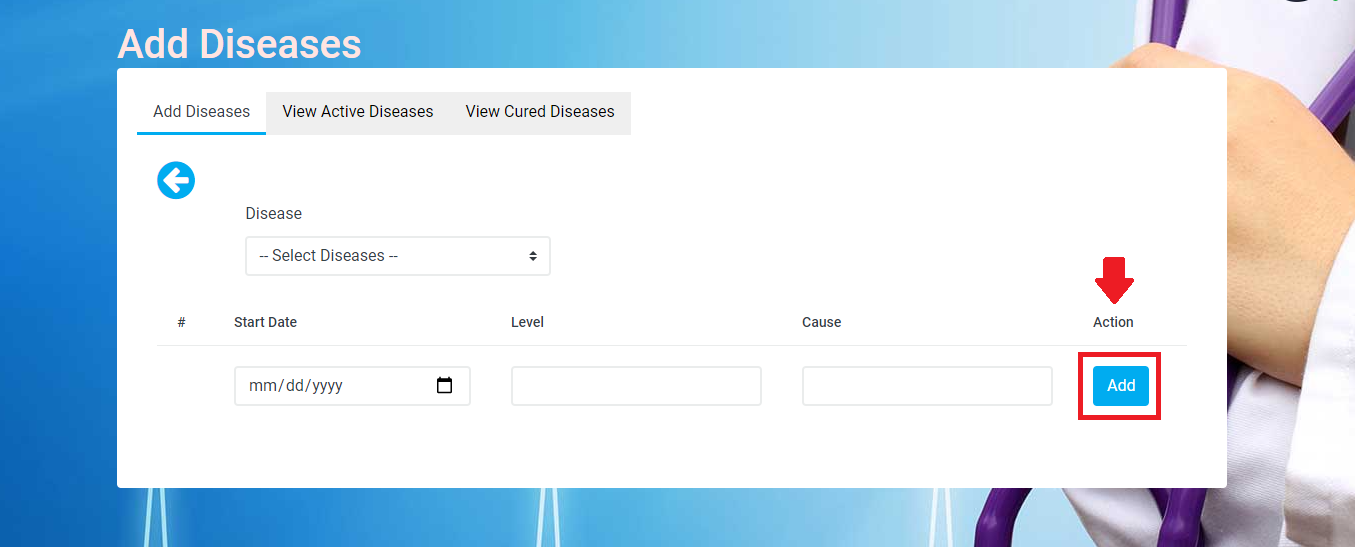 Add Diseases
Add Diseases View Active Diseases View Cured Diseases
Disease
-- Select Diseases --
# Start Date Level Cause Action
mm/dd/yyyy Add